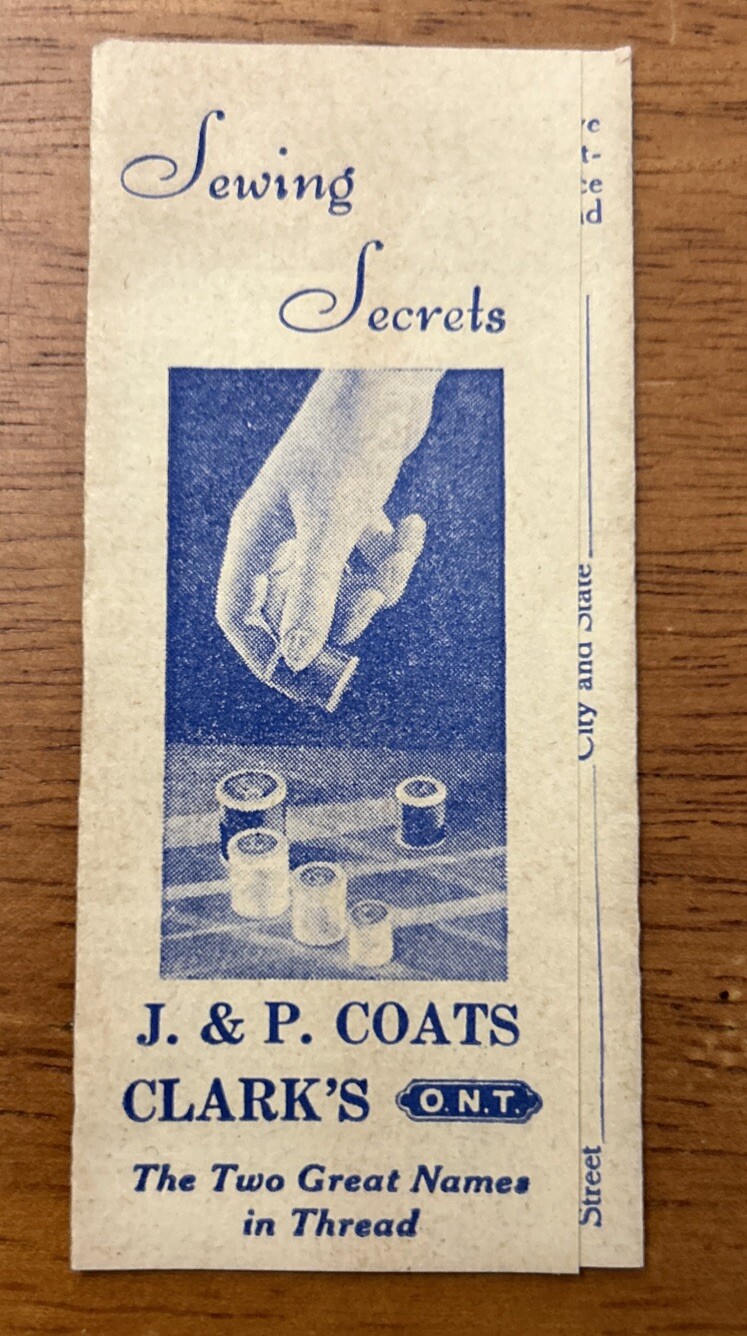 Sewing
Secrets
J. & P. COATS
CLARK'S O.N.T.
The Two Great Names
in Thread
Street
City and State